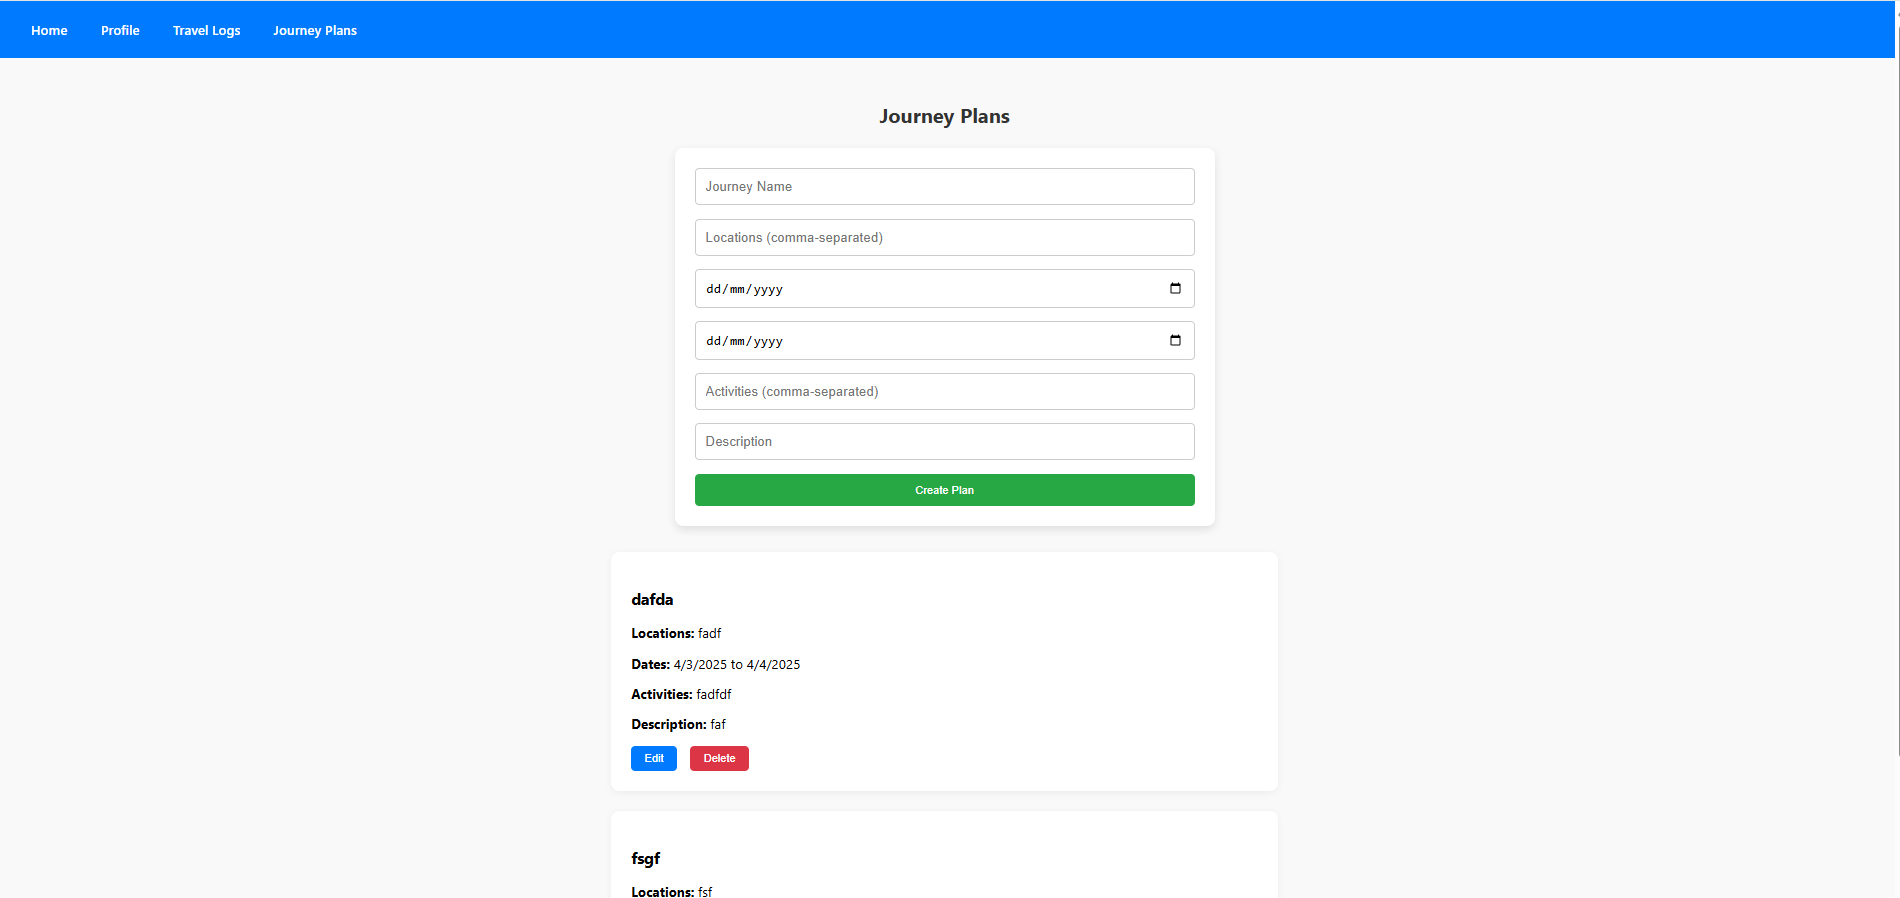 Home Profile Travel Logs Journey Plans
Journey Plans
Journey Name
Locations (comma-separated)
dd/mm/yyyy
dd/mm/yyyy
Activities (comma-separated)
Description
Create Plan
dafda
Locations: fadf
Dates: 4/3/2025 to 4/4/2025
Activities: fadfdf
Description: faf
Edit Delete
fsgf
Locations: fsf